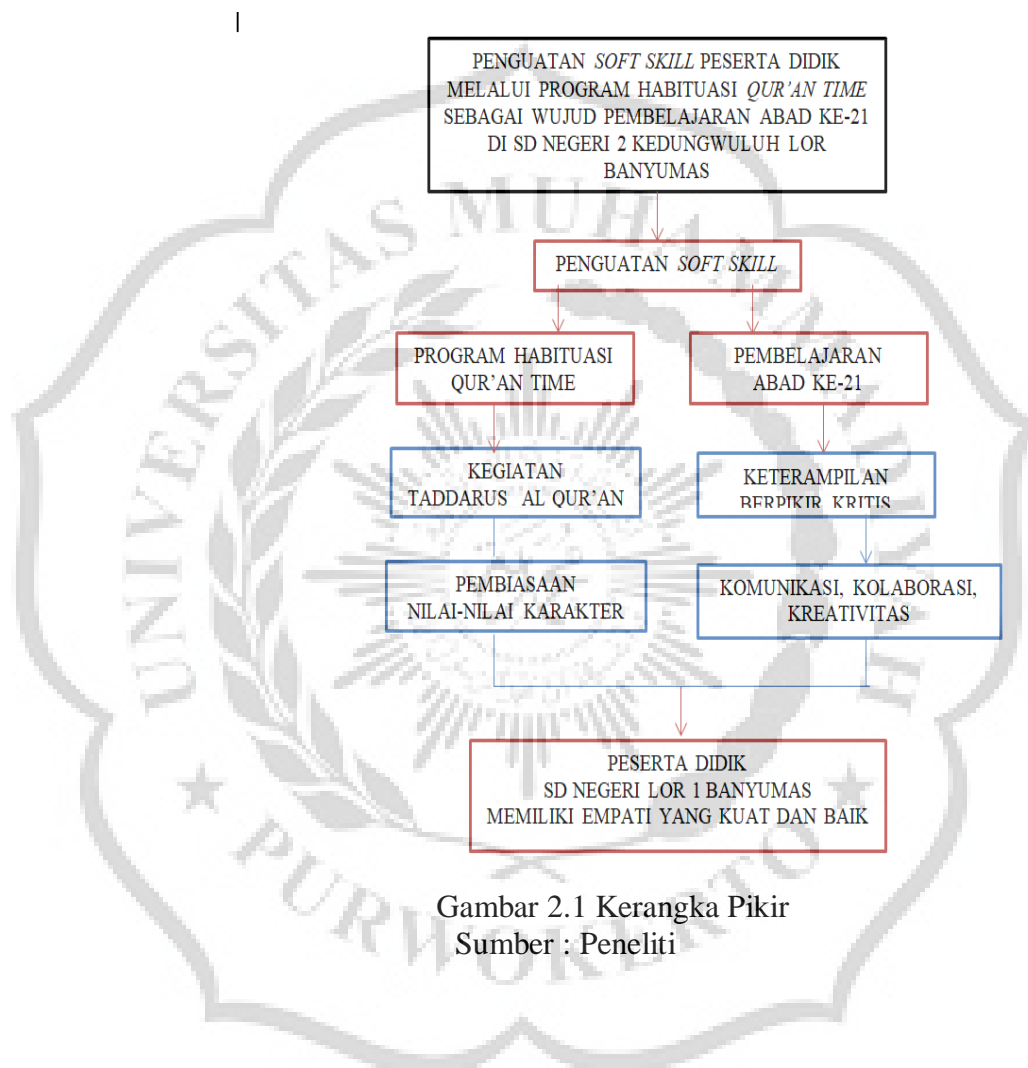 PENGUATAN SOFT SKILL PESERTA DIDIK
MELALUI PROGRAM HABITUASI QUR'AN TIME
SEBAGAI WUJUD PEMBELAJARAN ABAD KE-21
DI SD NEGERI 2 KEDUNGWULUH LOR
BANYUMAS
PENGUATAN SOFT SKILL
PROGRAM HABITUASI
QUR'AN TIME
PEMBELAJARAN
ABAD KE-21
KEGIATAN
TADDARUS AL QUR'AN
KETERAMPILAN
BERPIKIR KRITIS
PEMBIASAAN
NILAI-NILAI KARAKTER
KOMUNIKASI, KOLABORASI,
KREATIVITAS
PESERTA DIDIK
SD NEGERI LOR 1 BANYUMAS
MEMILIKI EMPATI YANG KUAT DAN BAIK
Gambar 2.1 Kerangka Pikir
Sumber : Peneliti
UNIVERSITAS MUHAMMADIYAH
PURWOKERTO